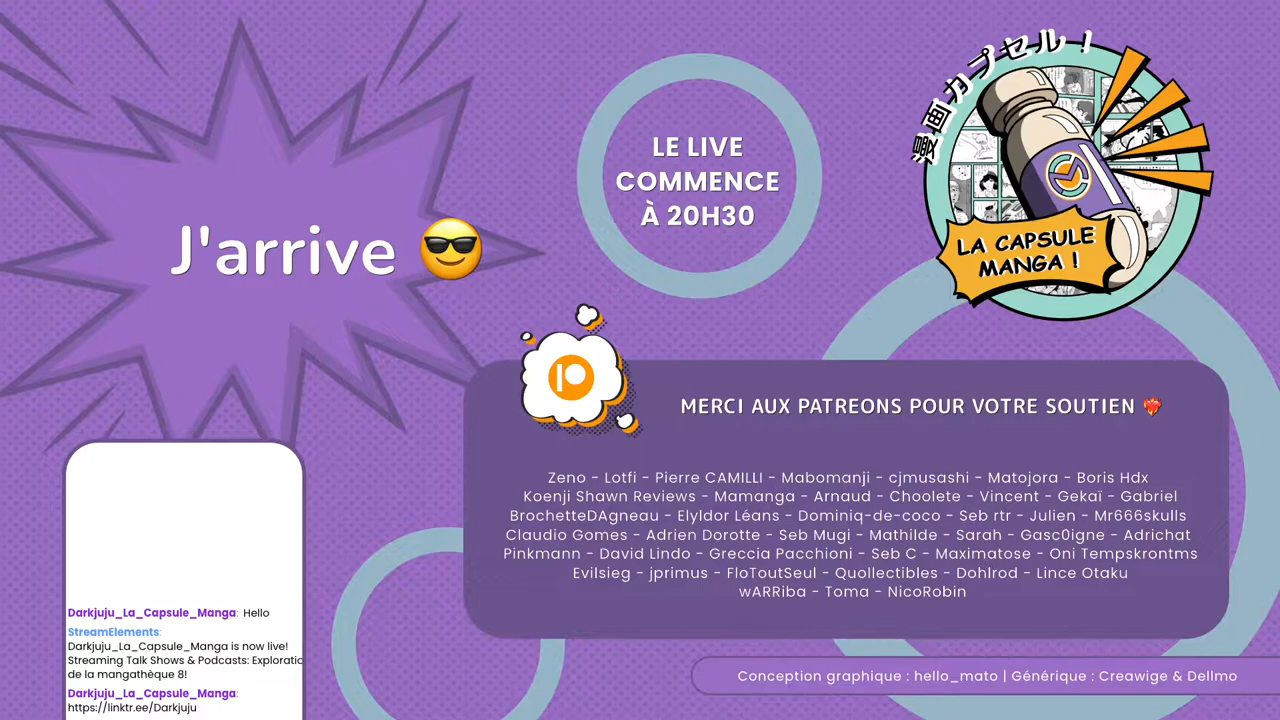 漫画カプセル!
LE LIVE
COMMENCE
À 20H30
LA CAPSULE
MANGA !
J'arrive 😎
MERCI AUX PATREONS POUR VOTRE SOUTIEN ❤️‍🔥
Zeno - Lotfi - Pierre CAMILLI - Mabomanji - cjmusashi - Matojora - Boris Hdx
Koenji Shawn Reviews - Mamanga - Arnaud - Choolete - Vincent - Gekaï - Gabriel
BrochetteDAgneau - Elyldor Léans - Dominiq-de-coco - Seb rtr - Julien - Mr666skulls
Claudio Gomes - Adrien Dorotte - Seb Mugi - Mathilde - Sarah - Gasc0igne - Adrichat
Pinkmann - David Lindo - Greccia Pacchioni - Seb C - Maximatose - Oni Tempskrontms
Evilsieg - jprimus - FloToutSeul - Quollectibles - Dohlrod - Lince Otaku
wARRiba - Toma - NicoRobin
Darkjuju_La_Capsule_Manga: Hello
StreamElements:
Darkjuju_La_Capsule_Manga is now live!
Streaming Talk Shows & Podcasts: Exploratio
de la mangathèque 8!
Darkjuju_La_Capsule_Manga:
https://linktr.ee/Darkjuju
Conception graphique : hello_mato | Générique : Creawige & Dellmo